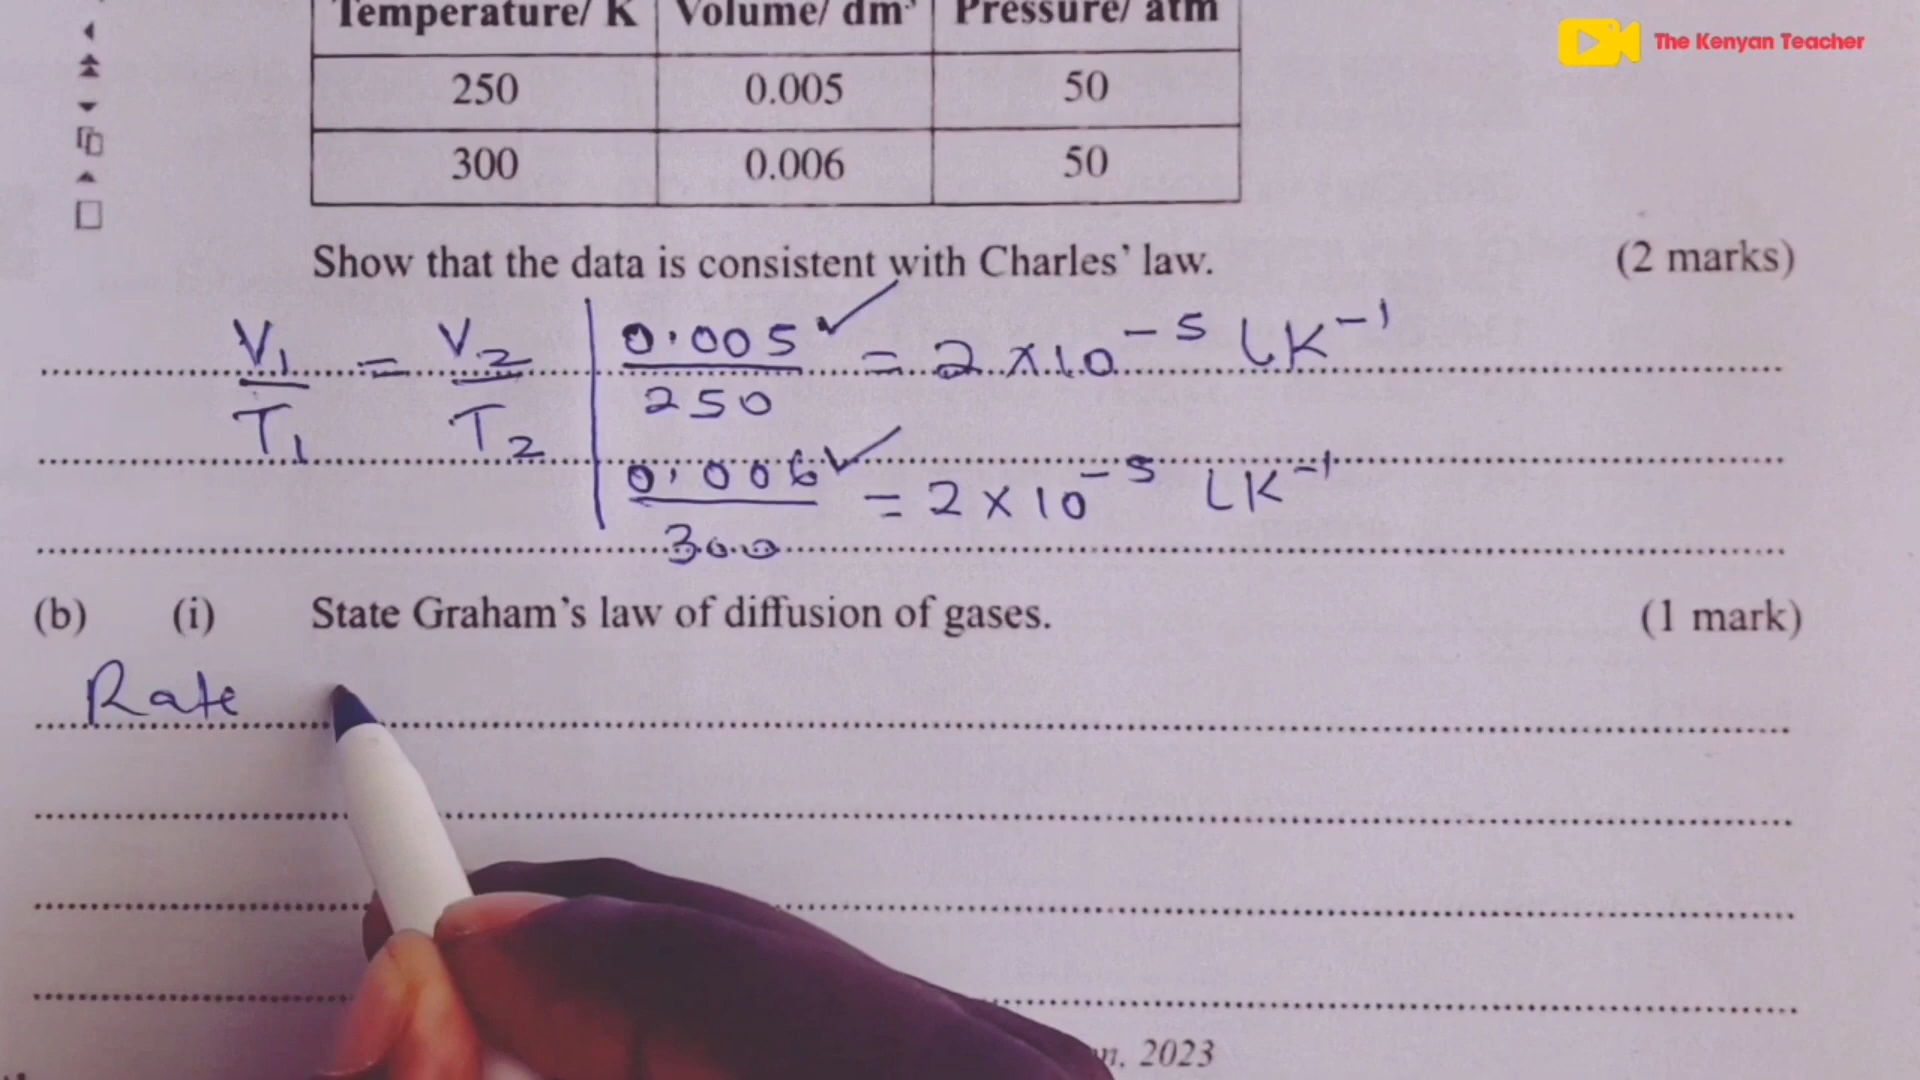 Temperature/ K Volume/ dm³ Pressure/ atm
The Kenyan Teacher
250 0.005 50
300 0.006 50
Show that the data is consistent with Charles' law. (2 marks)
V₁/T₁ = V₂/T₂ | 0.005/250 = 2 × 10⁻⁵ LK⁻¹
0.006/300 = 2 × 10⁻⁵ LK⁻¹
(b) (i) State Graham's law of diffusion of gases. (1 mark)
Rate
2023